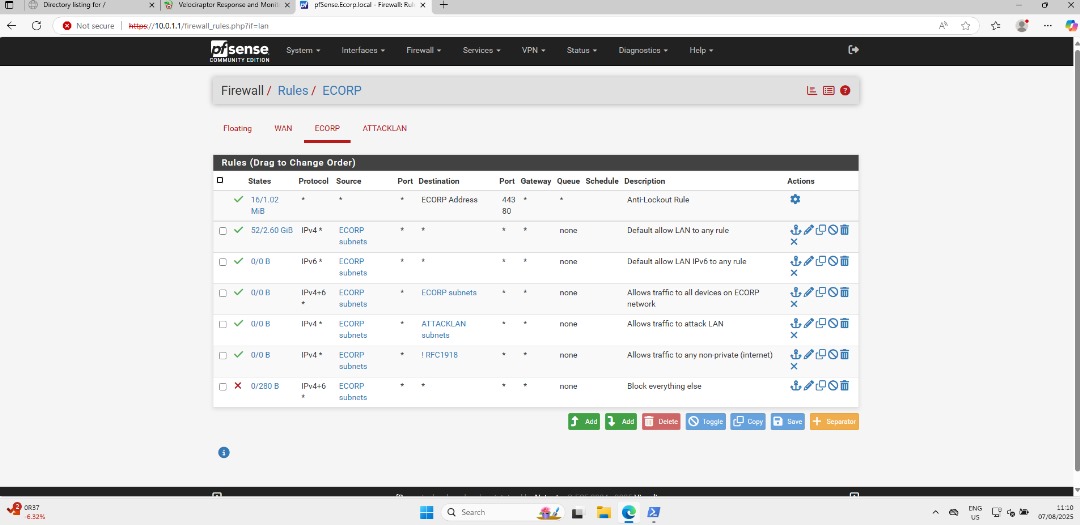 Directory listing for /
Velociraptor Response and Monit
pfSense.Ecorp.local - Firewall: Rul
Not secure
https://10.0.1.1/firewall_rules.php?if=lan
pfsense
COMMUNITY EDITION
System
Interfaces
Firewall
Services
VPN
Status
Diagnostics
Help
Firewall / Rules / ECORP
Floating
WAN
ECORP
ATTACKLAN
Rules (Drag to Change Order)
States Protocol Source Port Destination Port Gateway Queue Schedule Description Actions
16/1.02 * * * ECORP Address 443 * * Anti-Lockout Rule
MiB 80
52/2.60 GiB IPv4 * ECORP * * * * none Default allow LAN to any rule
subnets
0/0 B IPv6 * ECORP * * * * none Default allow LAN IPv6 to any rule
subnets
0/0 B IPv4+6 ECORP * ECORP subnets * * none Allows traffic to all devices on ECORP
* subnets network
0/0 B IPv4 * ECORP * ATTACKLAN * * none Allows traffic to attack LAN
subnets subnets
0/0 B IPv4 * ECORP * ! RFC1918 * * none Allows traffic to any non-private (internet)
subnets
0/280 B IPv4+6 ECORP * * * * none Block everything else
* subnets
Add
Add
Delete
Toggle
Copy
Save
Separator
2
0R37
-6.32%
Search
ENG
US
11:10
07/08/2025